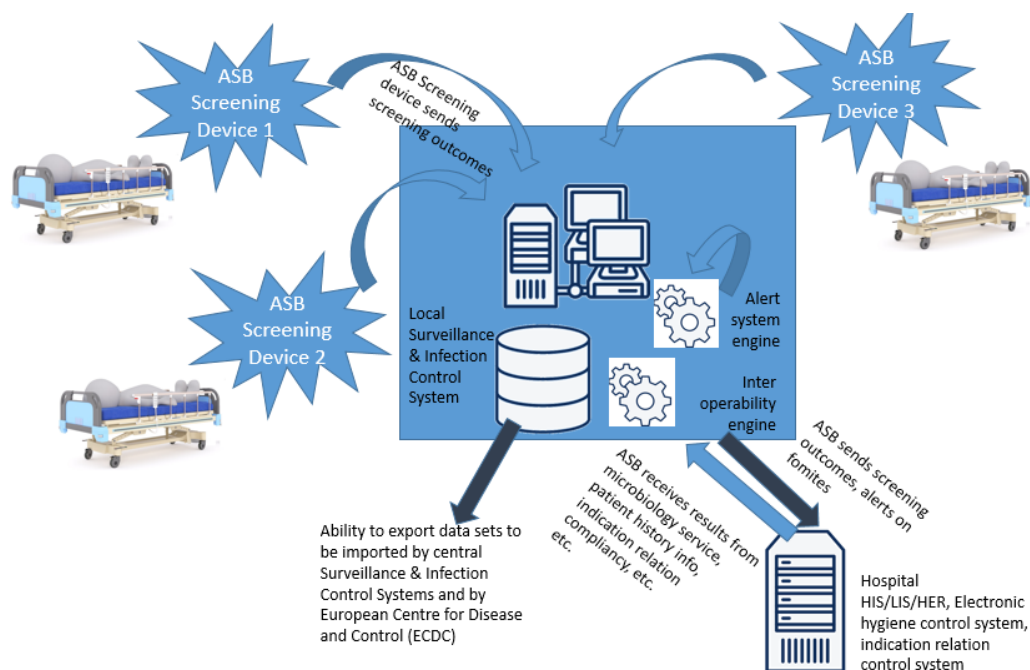 ASB
Screening
Device 1
ASB Screening
device sends
screening outcomes
ASB
Screening
Device 3
ASB
Screening
Device 2
Local
Surveillance
& Infection
Control
System
Alert
system
engine
Inter
operability
engine
ASB sends screening
outcomes, alerts on
fomites
ASB receives results from
microbiology service,
patient history info,
indication relation
compliancy, etc.
etc.
Ability to export data sets to
be imported by central
Surveillance & Infection
Control Systems and by
European Centre for Disease
and Control (ECDC)
Hospital
HIS/LIS/HER, Electronic
hygiene control system,
indication relation
control system